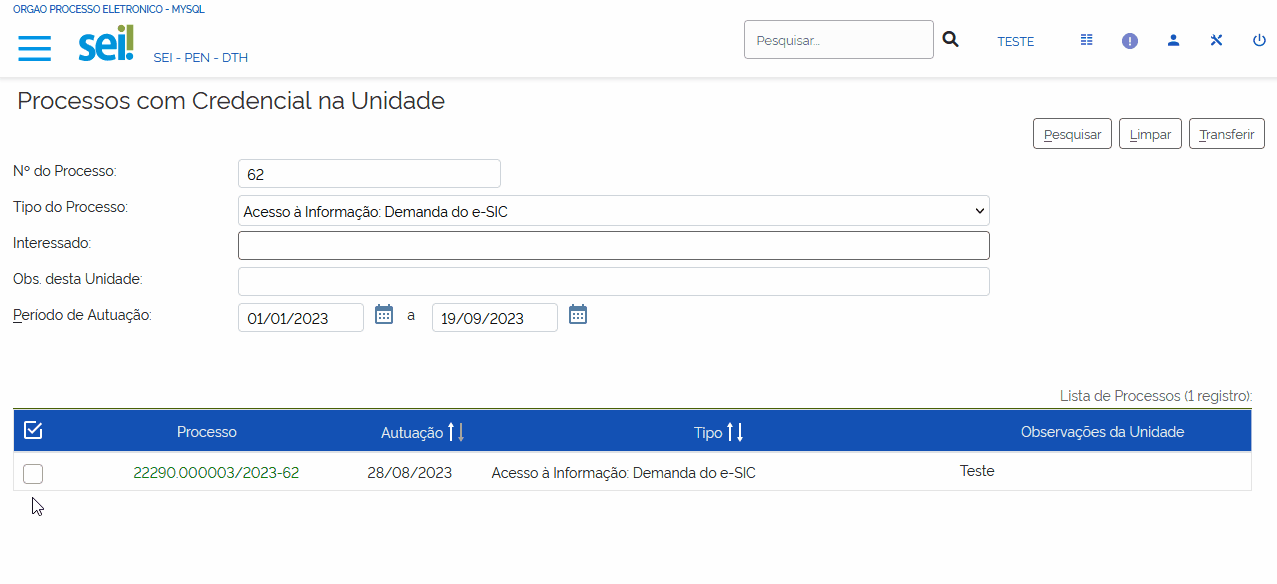 ORGAO PROCESSO ELETRONICO - MYSQL
sei!
SEI - PEN - DTH
Pesquisar...
TESTE
Processos com Credencial na Unidade
Pesquisar
Limpar
Transferir
Nº do Processo:
62
Tipo do Processo:
Acesso à Informação: Demanda do e-SIC
Interessado:
Obs. desta Unidade:
Período de Autuação:
01/01/2023
a
19/09/2023
Lista de Processos (1 registro):
Processo
Autuação
Tipo
Observações da Unidade
22290.000003/2023-62
28/08/2023
Acesso à Informação: Demanda do e-SIC
Teste